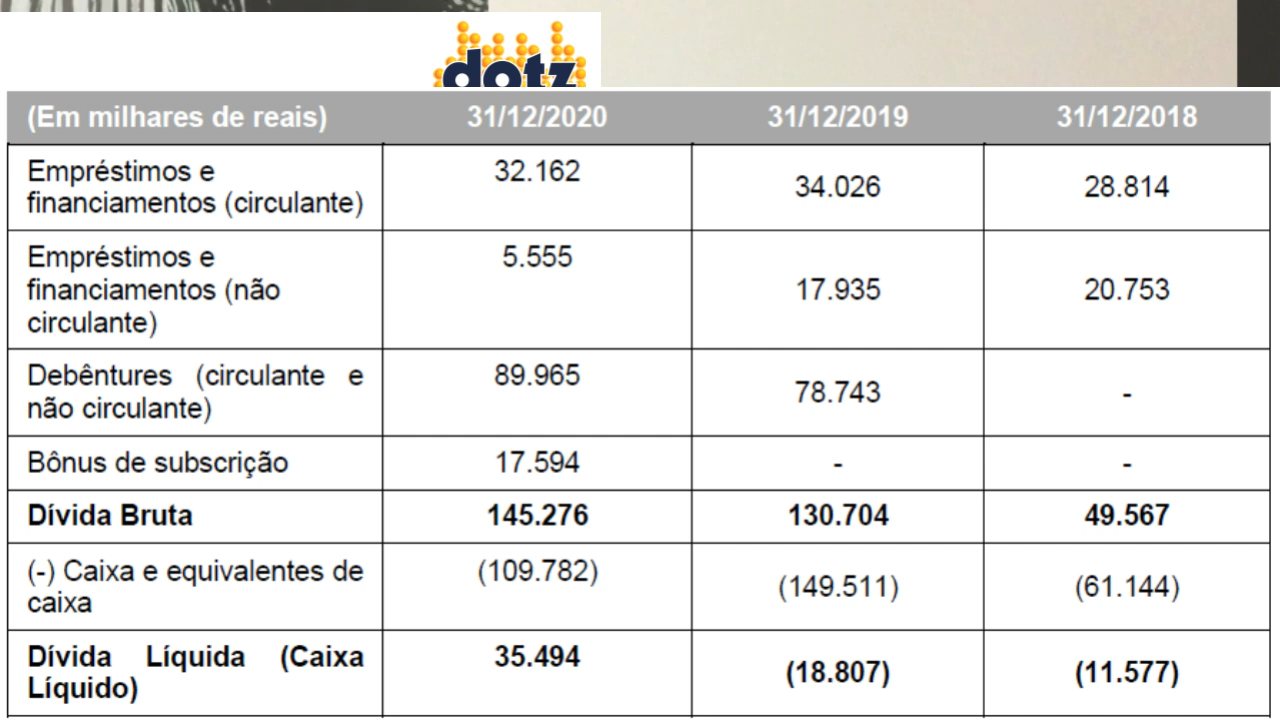 dotz
(Em milhares de reais) 31/12/2020 31/12/2019 31/12/2018
Empréstimos e
financiamentos (circulante) 32.162 34.026 28.814
Empréstimos e
financiamentos (não
circulante) 5.555 17.935 20.753
Debêntures (circulante e
não circulante) 89.965 78.743 -
Bônus de subscrição 17.594 - -
Dívida Bruta 145.276 130.704 49.567
(-) Caixa e equivalentes de
caixa (109.782) (149.511) (61.144)
Dívida Líquida (Caixa
Líquido) 35.494 (18.807) (11.577)